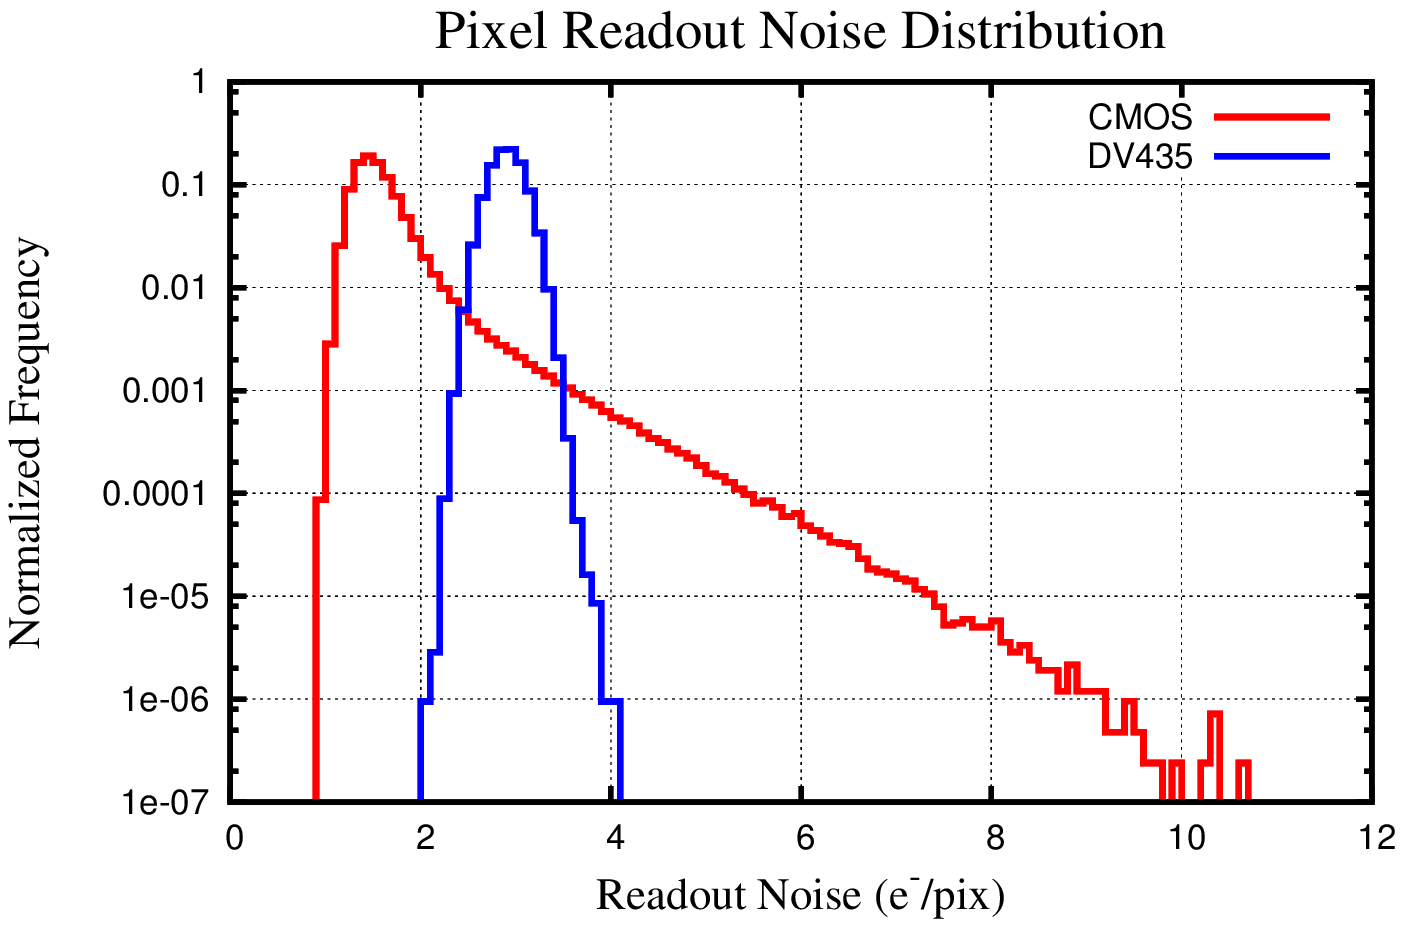 Pixel Readout Noise Distribution
CMOS
DV435
Normalized Frequency
1
0.1
0.01
0.001
0.0001
1e-05
1e-06
1e-07
0 2 4 6 8 10 12
Readout Noise (e⁻/pix)